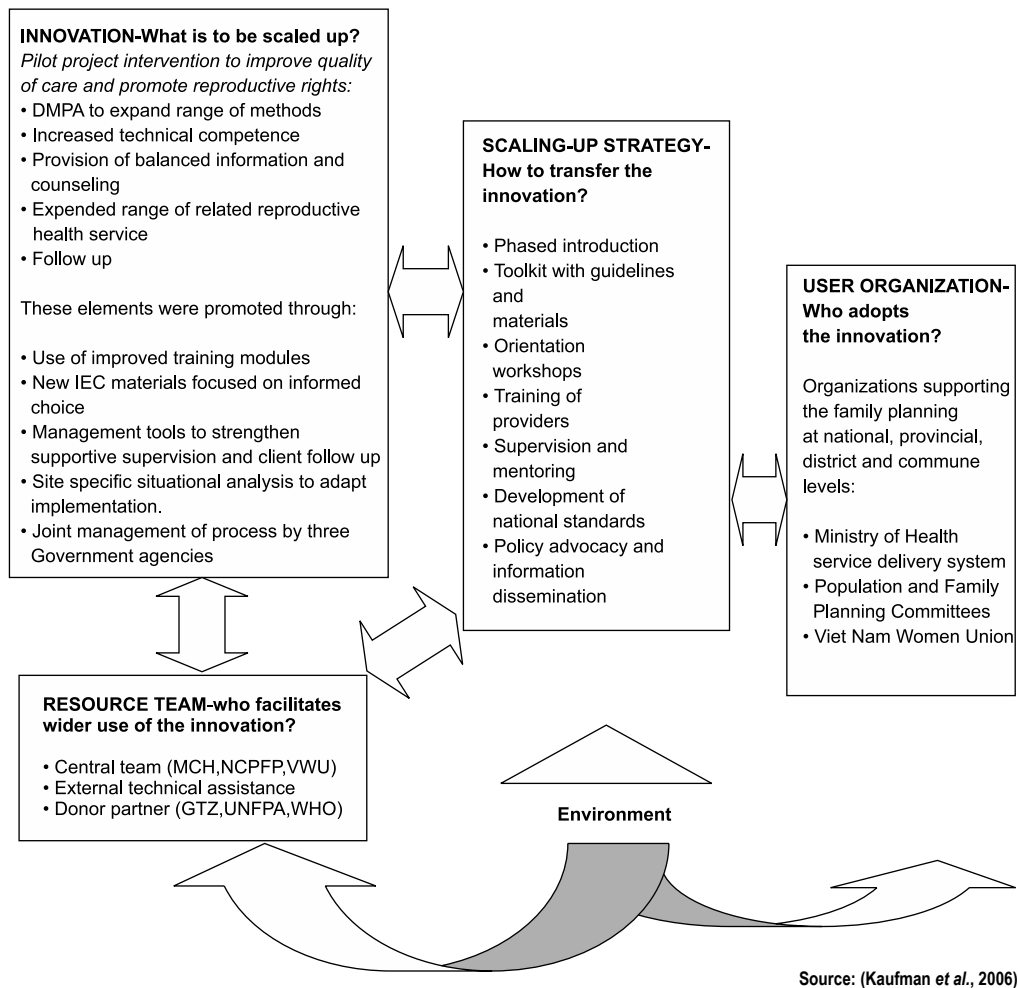 INNOVATION-What is to be scaled up?
Pilot project intervention to improve quality
of care and promote reproductive rights:
• DMPA to expand range of methods
• Increased technical competence
• Provision of balanced information and
counseling
• Expended range of related reproductive
health service
• Follow up
These elements were promoted through:
• Use of improved training modules
• New IEC materials focused on informed
choice
• Management tools to strengthen
supportive supervision and client follow up
• Site specific situational analysis to adapt
implementation.
• Joint management of process by three
Government agencies
SCALING-UP STRATEGY-
How to transfer the
innovation?
• Phased introduction
• Toolkit with guidelines
and
materials
• Orientation
workshops
• Training of
providers
• Supervision and
mentoring
• Development of
national standards
• Policy advocacy and
information
dissemination
USER ORGANIZATION-
Who adopts
the innovation?
Organizations supporting
the family planning
at national, provincial,
district and commune
levels:
• Ministry of Health
service delivery system
• Population and Family
Planning Committees
• Viet Nam Women Union
RESOURCE TEAM-who facilitates
wider use of the innovation?
• Central team (MCH,NCPFP,VWU)
• External technical assistance
• Donor partner (GTZ,UNFPA,WHO)
Environment
Source: (Kaufman et al., 2006)